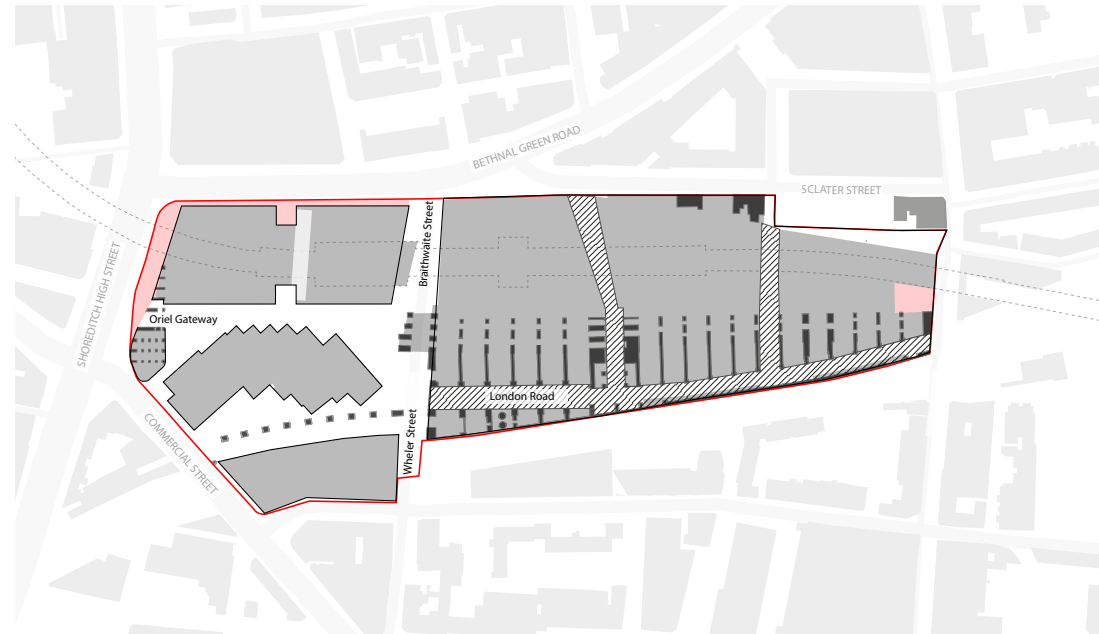 BETHNAL GREEN ROAD
SCLATER STREET
Braithwaite Street
SHOREDITCH HIGH STREET
Oriel Gateway
London Road
COMMERCIAL STREET
Wheler Street